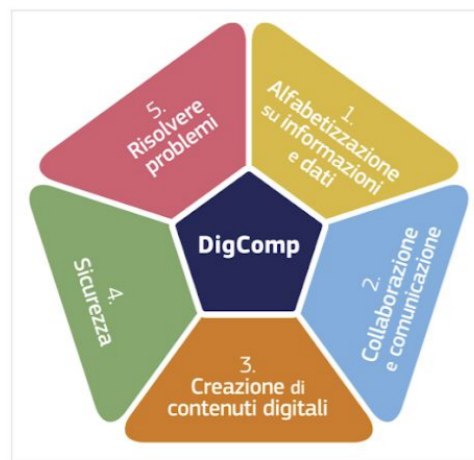 DigComp
1.
Alfabetizzazione
su informazioni
e dati
2.
Collaborazione
e comunicazione
3.
Creazione di
contenuti digitali
4.
Sicurezza
5.
Risolvere
problemi